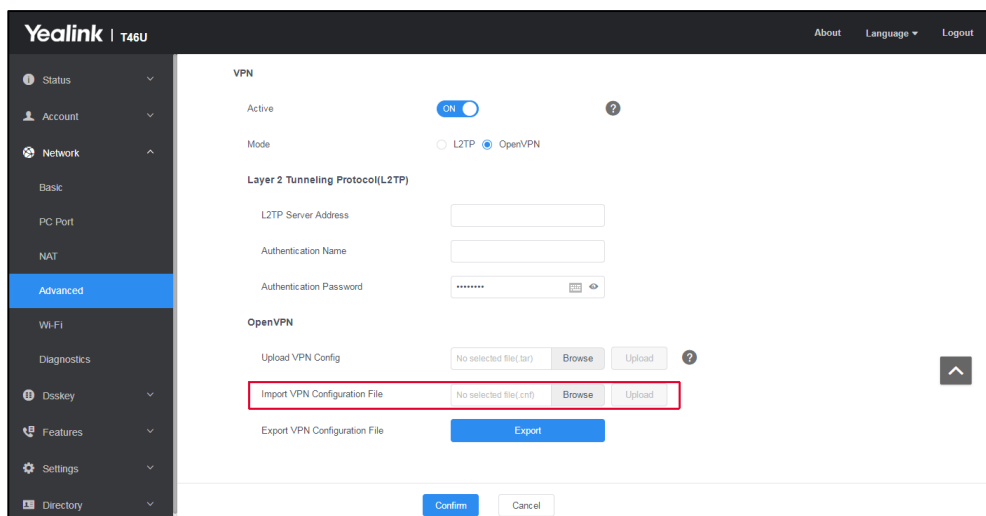 Yealink | T46U
About Language Logout
Status
Account
Network
Basic
PC Port
NAT
Advanced
Wi-Fi
Diagnostics
Dsskey
Features
Settings
Directory
VPN
Active ON ?
Mode L2TP OpenVPN
Layer 2 Tunneling Protocol(L2TP)
L2TP Server Address
Authentication Name
Authentication Password ••••••••
OpenVPN
Upload VPN Config No selected file(.tar) Browse Upload ?
Import VPN Configuration File No selected file(.cnf) Browse Upload
Export VPN Configuration File Export
Confirm Cancel